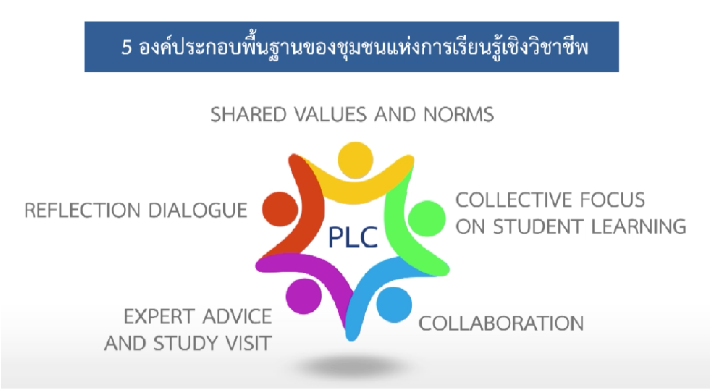 5 องค์ประกอบพื้นฐานของชุมชนแห่งการเรียนรู้เชิงวิชาชีพ
SHARED VALUES AND NORMS
REFLECTION DIALOGUE
COLLECTIVE FOCUS
ON STUDENT LEARNING
PLC
EXPERT ADVICE
AND STUDY VISIT
COLLABORATION